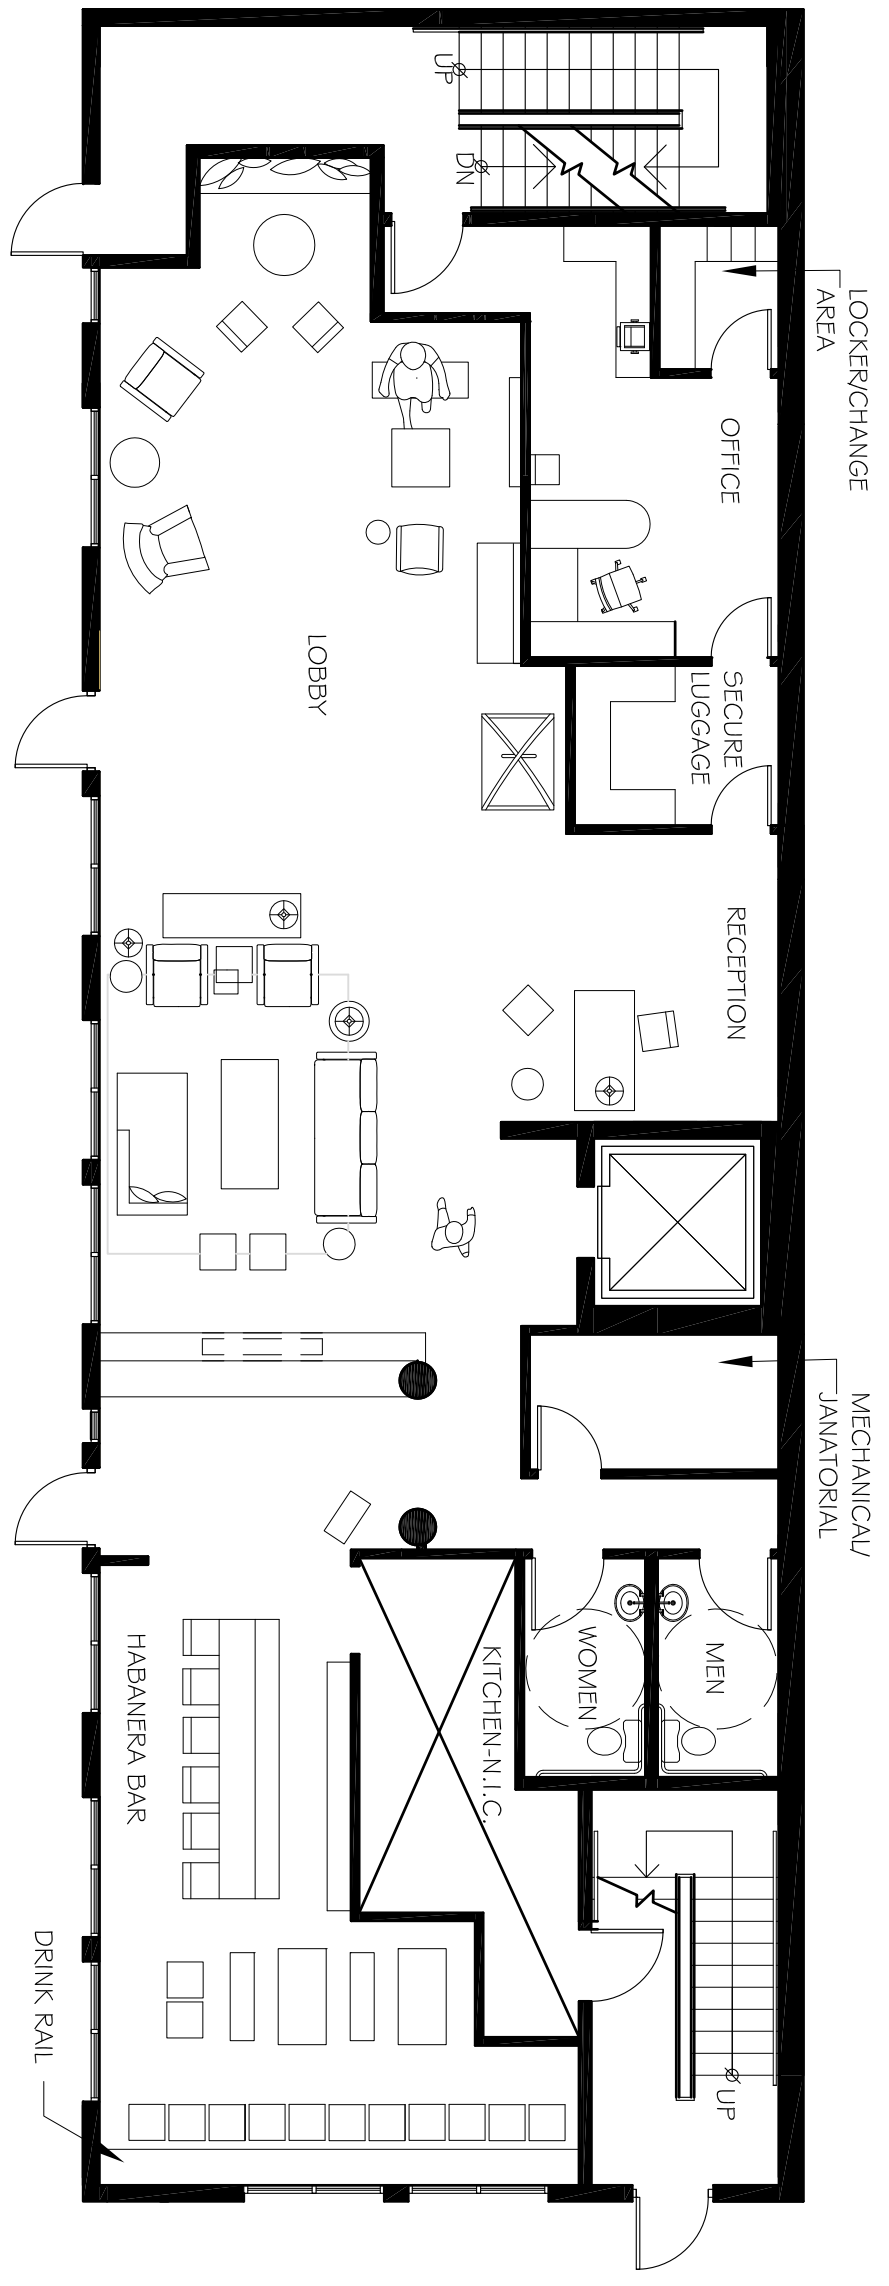 UP
DN
LOCKER/CHANGE
AREA
OFFICE
LOBBY
SECURE
LUGGAGE
RECEPTION
MECHANICAL/
JANATORIAL
WOMEN
MEN
HABANERA BAR
KITCHEN-N.I.C.
DRINK RAIL
UP